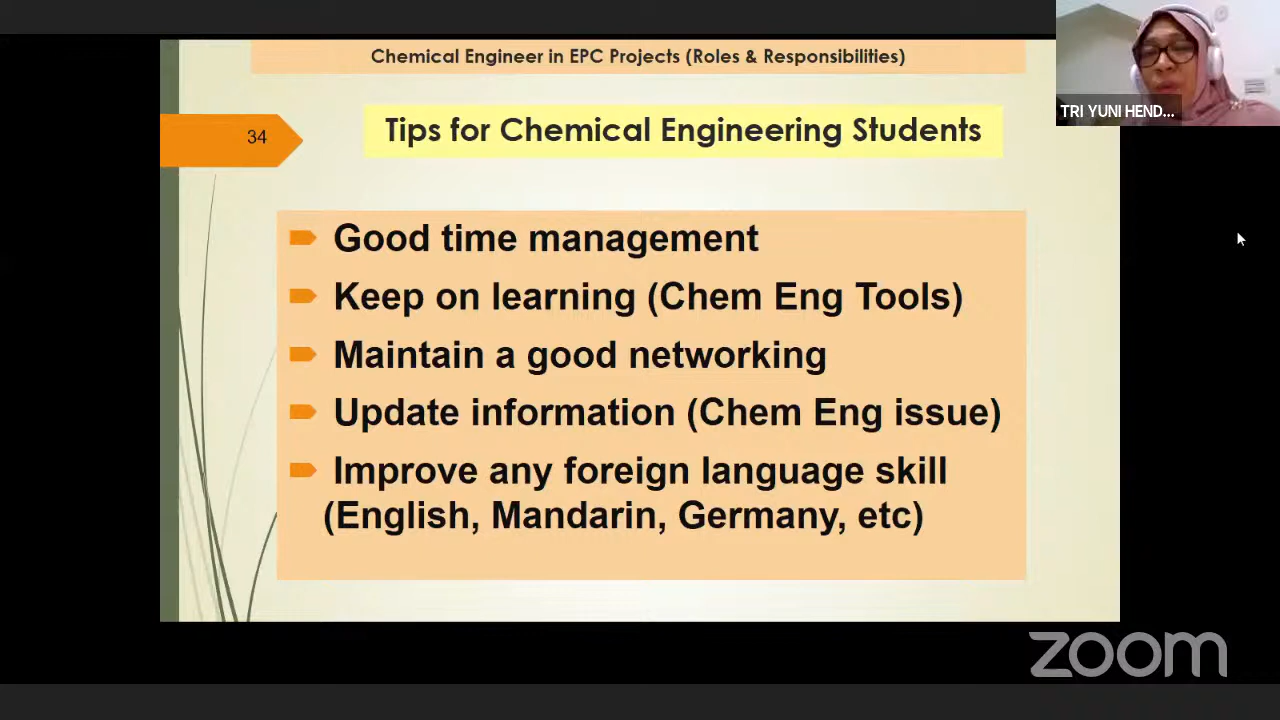 Chemical Engineer in EPC Projects (Roles & Responsibilities)
TRI YUNI HEND...
34
Tips for Chemical Engineering Students
Good time management
Keep on learning (Chem Eng Tools)
Maintain a good networking
Update information (Chem Eng issue)
Improve any foreign language skill
(English, Mandarin, Germany, etc)
zoom